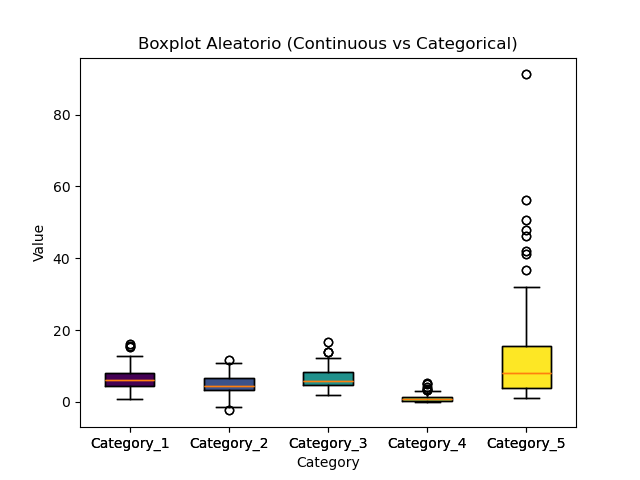 Boxplot Aleatorio (Continuous vs Categorical)
80
60
40
20
0
Value
Category_1 Category_2 Category_3 Category_4 Category_5
Category